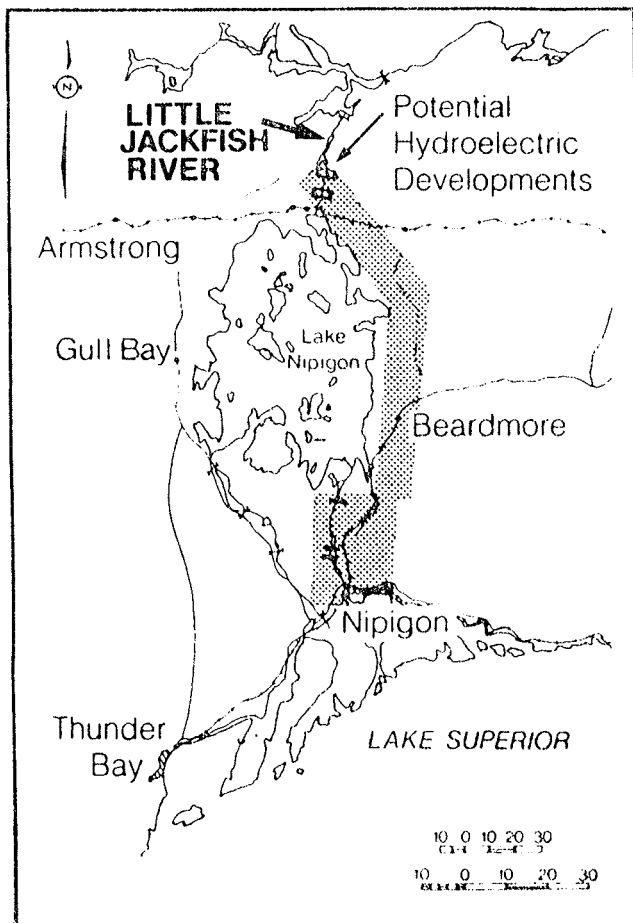 N
LITTLE
JACKFISH
RIVER
Potential
Hydroelectric
Developments
Armstrong
Gull Bay
Lake
Nipigon
Beardmore
Nipigon
Thunder
Bay
LAKE SUPERIOR
10 0 10 20 30
10 0 10 20 30